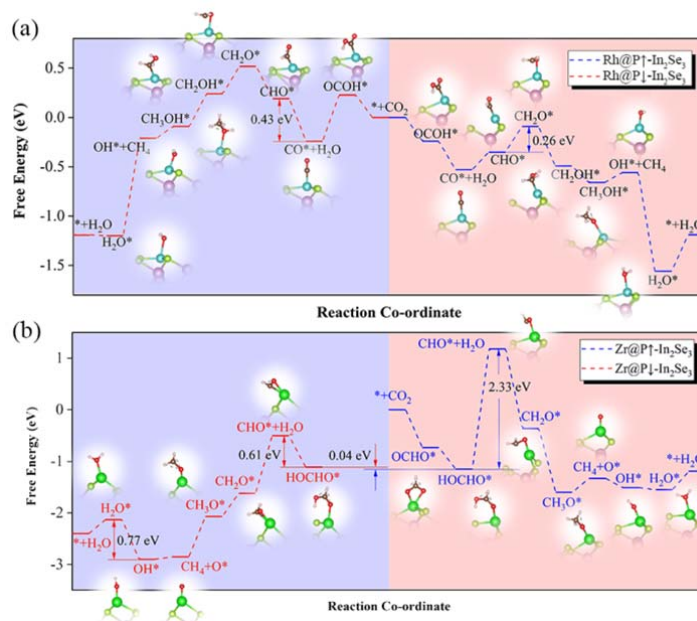 (a)
Free Energy (eV)
0.5
0.0
-0.5
-1.0
-1.5
*+H2O
H2O*
OH*+CH4
CH3OH*
CH2OH*
CH2O*
CHO*
0.43 eV
CO*+H2O
OCOH*
*+CO2
OCOH*
CO*+H2O
CHO*
CH2O*
0.26 eV
CH2OH*
CH3OH*
OH*+CH4
H2O*
*+H2O
Rh@P↑-In2Se3
Rh@P↓-In2Se3
Reaction Co-ordinate
(b)
Free Energy (eV)
1
0
-1
-2
-3
*+H2O
H2O*
0.77 eV
OH*
CH4+O*
CH3O*
CH2O*
CHO*+H2O
0.61 eV
HOCHO*
0.04 eV
*+CO2
OCHO*
HOCHO*
CHO*+H2O
2.33 eV
CH2O*
CH3O*
CH4+O*
OH*
H2O*
*+H2O
Zr@P↑-In2Se3
Zr@P↓-In2Se3
Reaction Co-ordinate